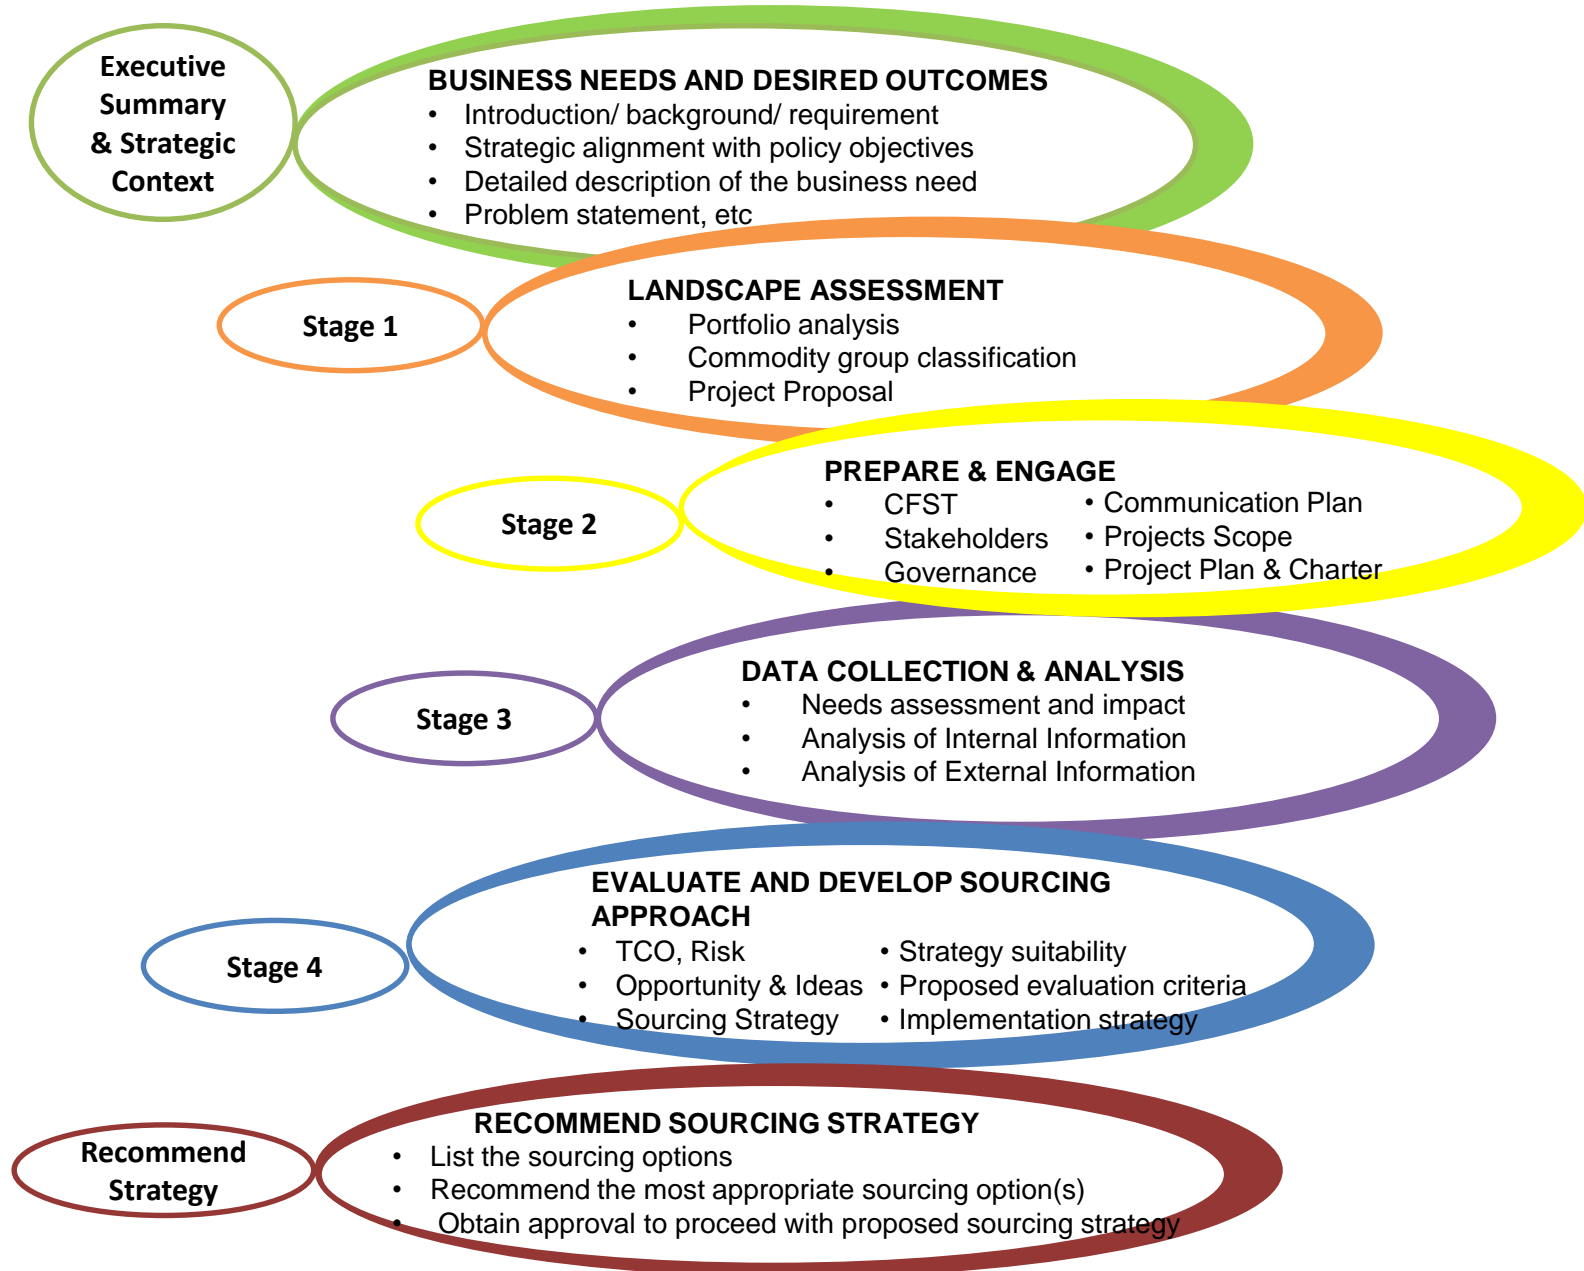 Executive
Summary
& Strategic
Context
BUSINESS NEEDS AND DESIRED OUTCOMES
• Introduction/ background/ requirement
• Strategic alignment with policy objectives
• Detailed description of the business need
• Problem statement, etc
Stage 1
LANDSCAPE ASSESSMENT
• Portfolio analysis
• Commodity group classification
• Project Proposal
Stage 2
PREPARE & ENGAGE
• CFST
• Stakeholders
• Governance
• Communication Plan
• Projects Scope
• Project Plan & Charter
Stage 3
DATA COLLECTION & ANALYSIS
• Needs assessment and impact
• Analysis of Internal Information
• Analysis of External Information
Stage 4
EVALUATE AND DEVELOP SOURCING
APPROACH
• TCO, Risk
• Opportunity & Ideas
• Sourcing Strategy
• Strategy suitability
• Proposed evaluation criteria
• Implementation strategy
Recommend
Strategy
RECOMMEND SOURCING STRATEGY
• List the sourcing options
• Recommend the most appropriate sourcing option(s)
• Obtain approval to proceed with proposed sourcing strategy